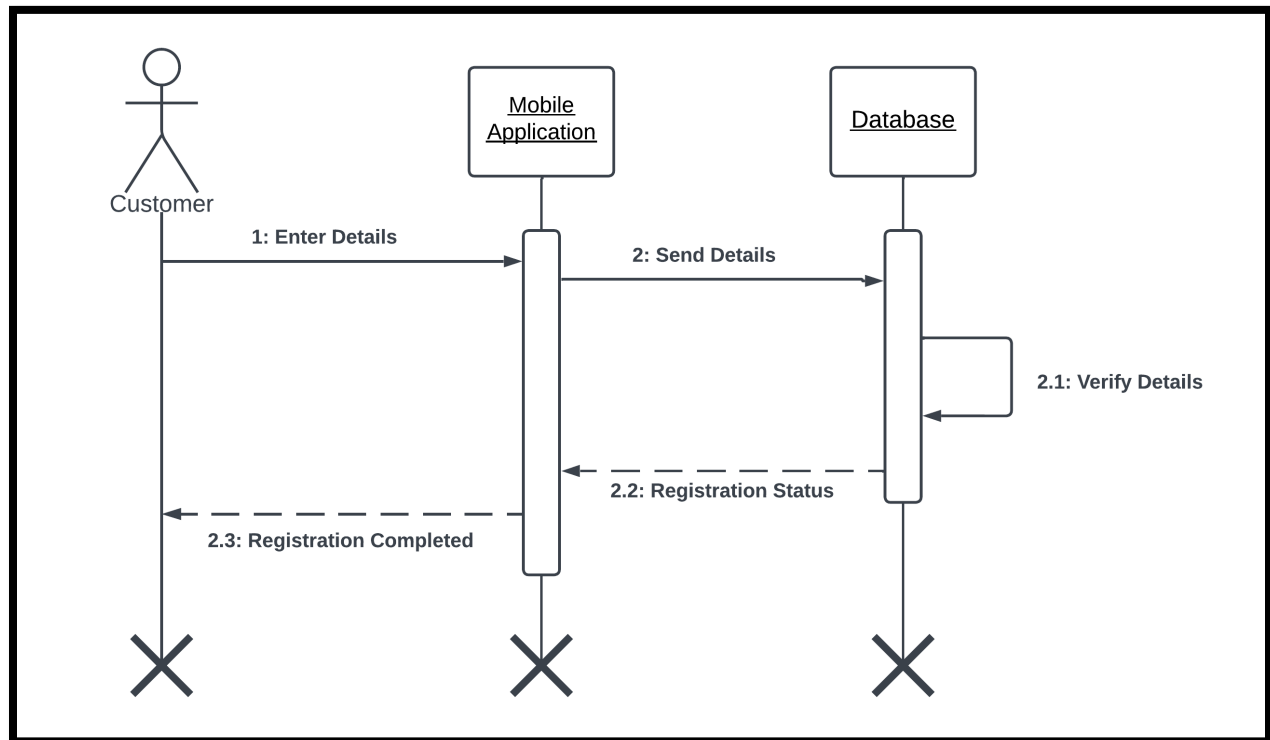 Mobile
Application
Database
Customer
1: Enter Details
2: Send Details
2.1: Verify Details
2.2: Registration Status
2.3: Registration Completed